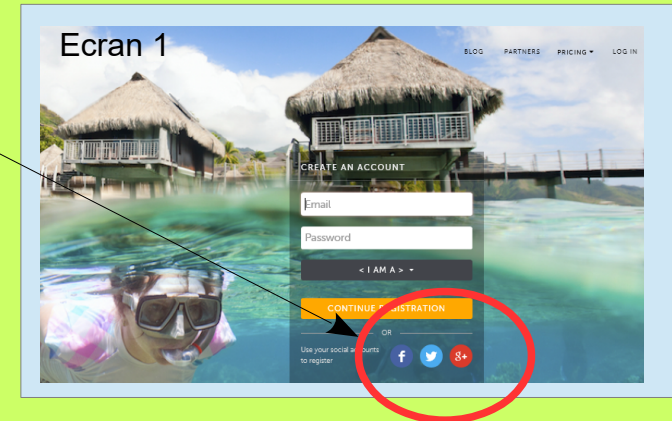 Ecran 1
BLOG PARTNERS PRICING LOG IN
CREATE AN ACCOUNT
Email
Password
< I AM A >
CONTINUE REGISTRATION
OR
Use your social accounts
to register
f 8+